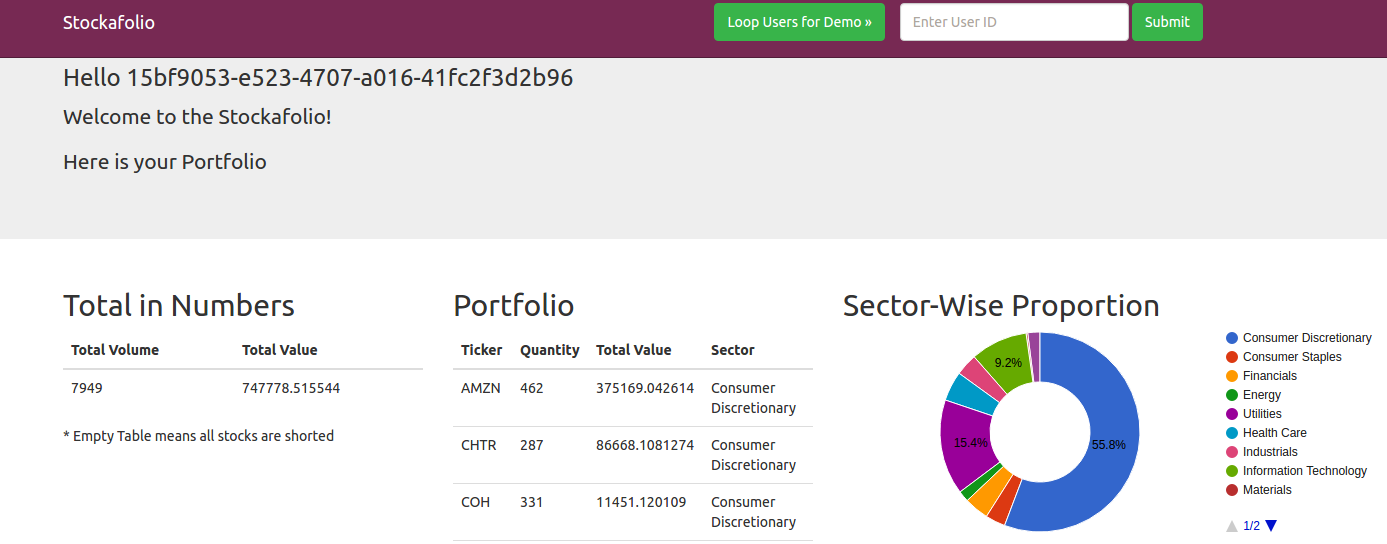 Stockafolio
Loop Users for Demo »
Enter User ID
Submit
Hello 15bf9053-e523-4707-a016-41fc2f3d2b96
Welcome to the Stockafolio!
Here is your Portfolio
Total in Numbers
Total Volume Total Value
7949 747778.515544
* Empty Table means all stocks are shorted
Portfolio
Ticker Quantity Total Value Sector
AMZN 462 375169.042614 Consumer
Discretionary
CHTR 287 86668.1081274 Consumer
Discretionary
COH 331 11451.120109 Consumer
Discretionary
Sector-Wise Proportion
9.2%
15.4%
55.8%
Consumer Discretionary
Consumer Staples
Financials
Energy
Utilities
Health Care
Industrials
Information Technology
Materials
1/2